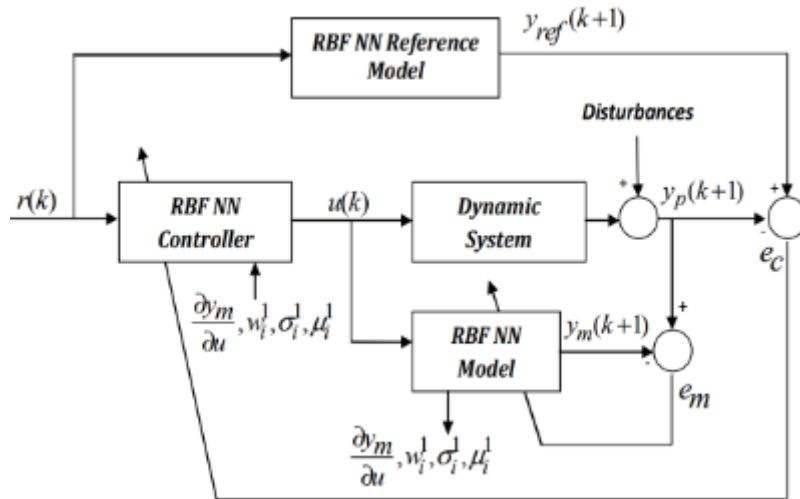 RBF NN Reference
Model
y_ref(k+1)
Disturbances
+
r(k)
RBF NN
Controller
u(k)
Dynamic
System
y_p(k+1)
+
-
e_c
∂y_m/∂u, w_i^1, σ_i^1, μ_i^1
RBF NN
Model
y_m(k+1)
+
-
e_m
∂y_m/∂u, w_i^1, σ_i^1, μ_i^1